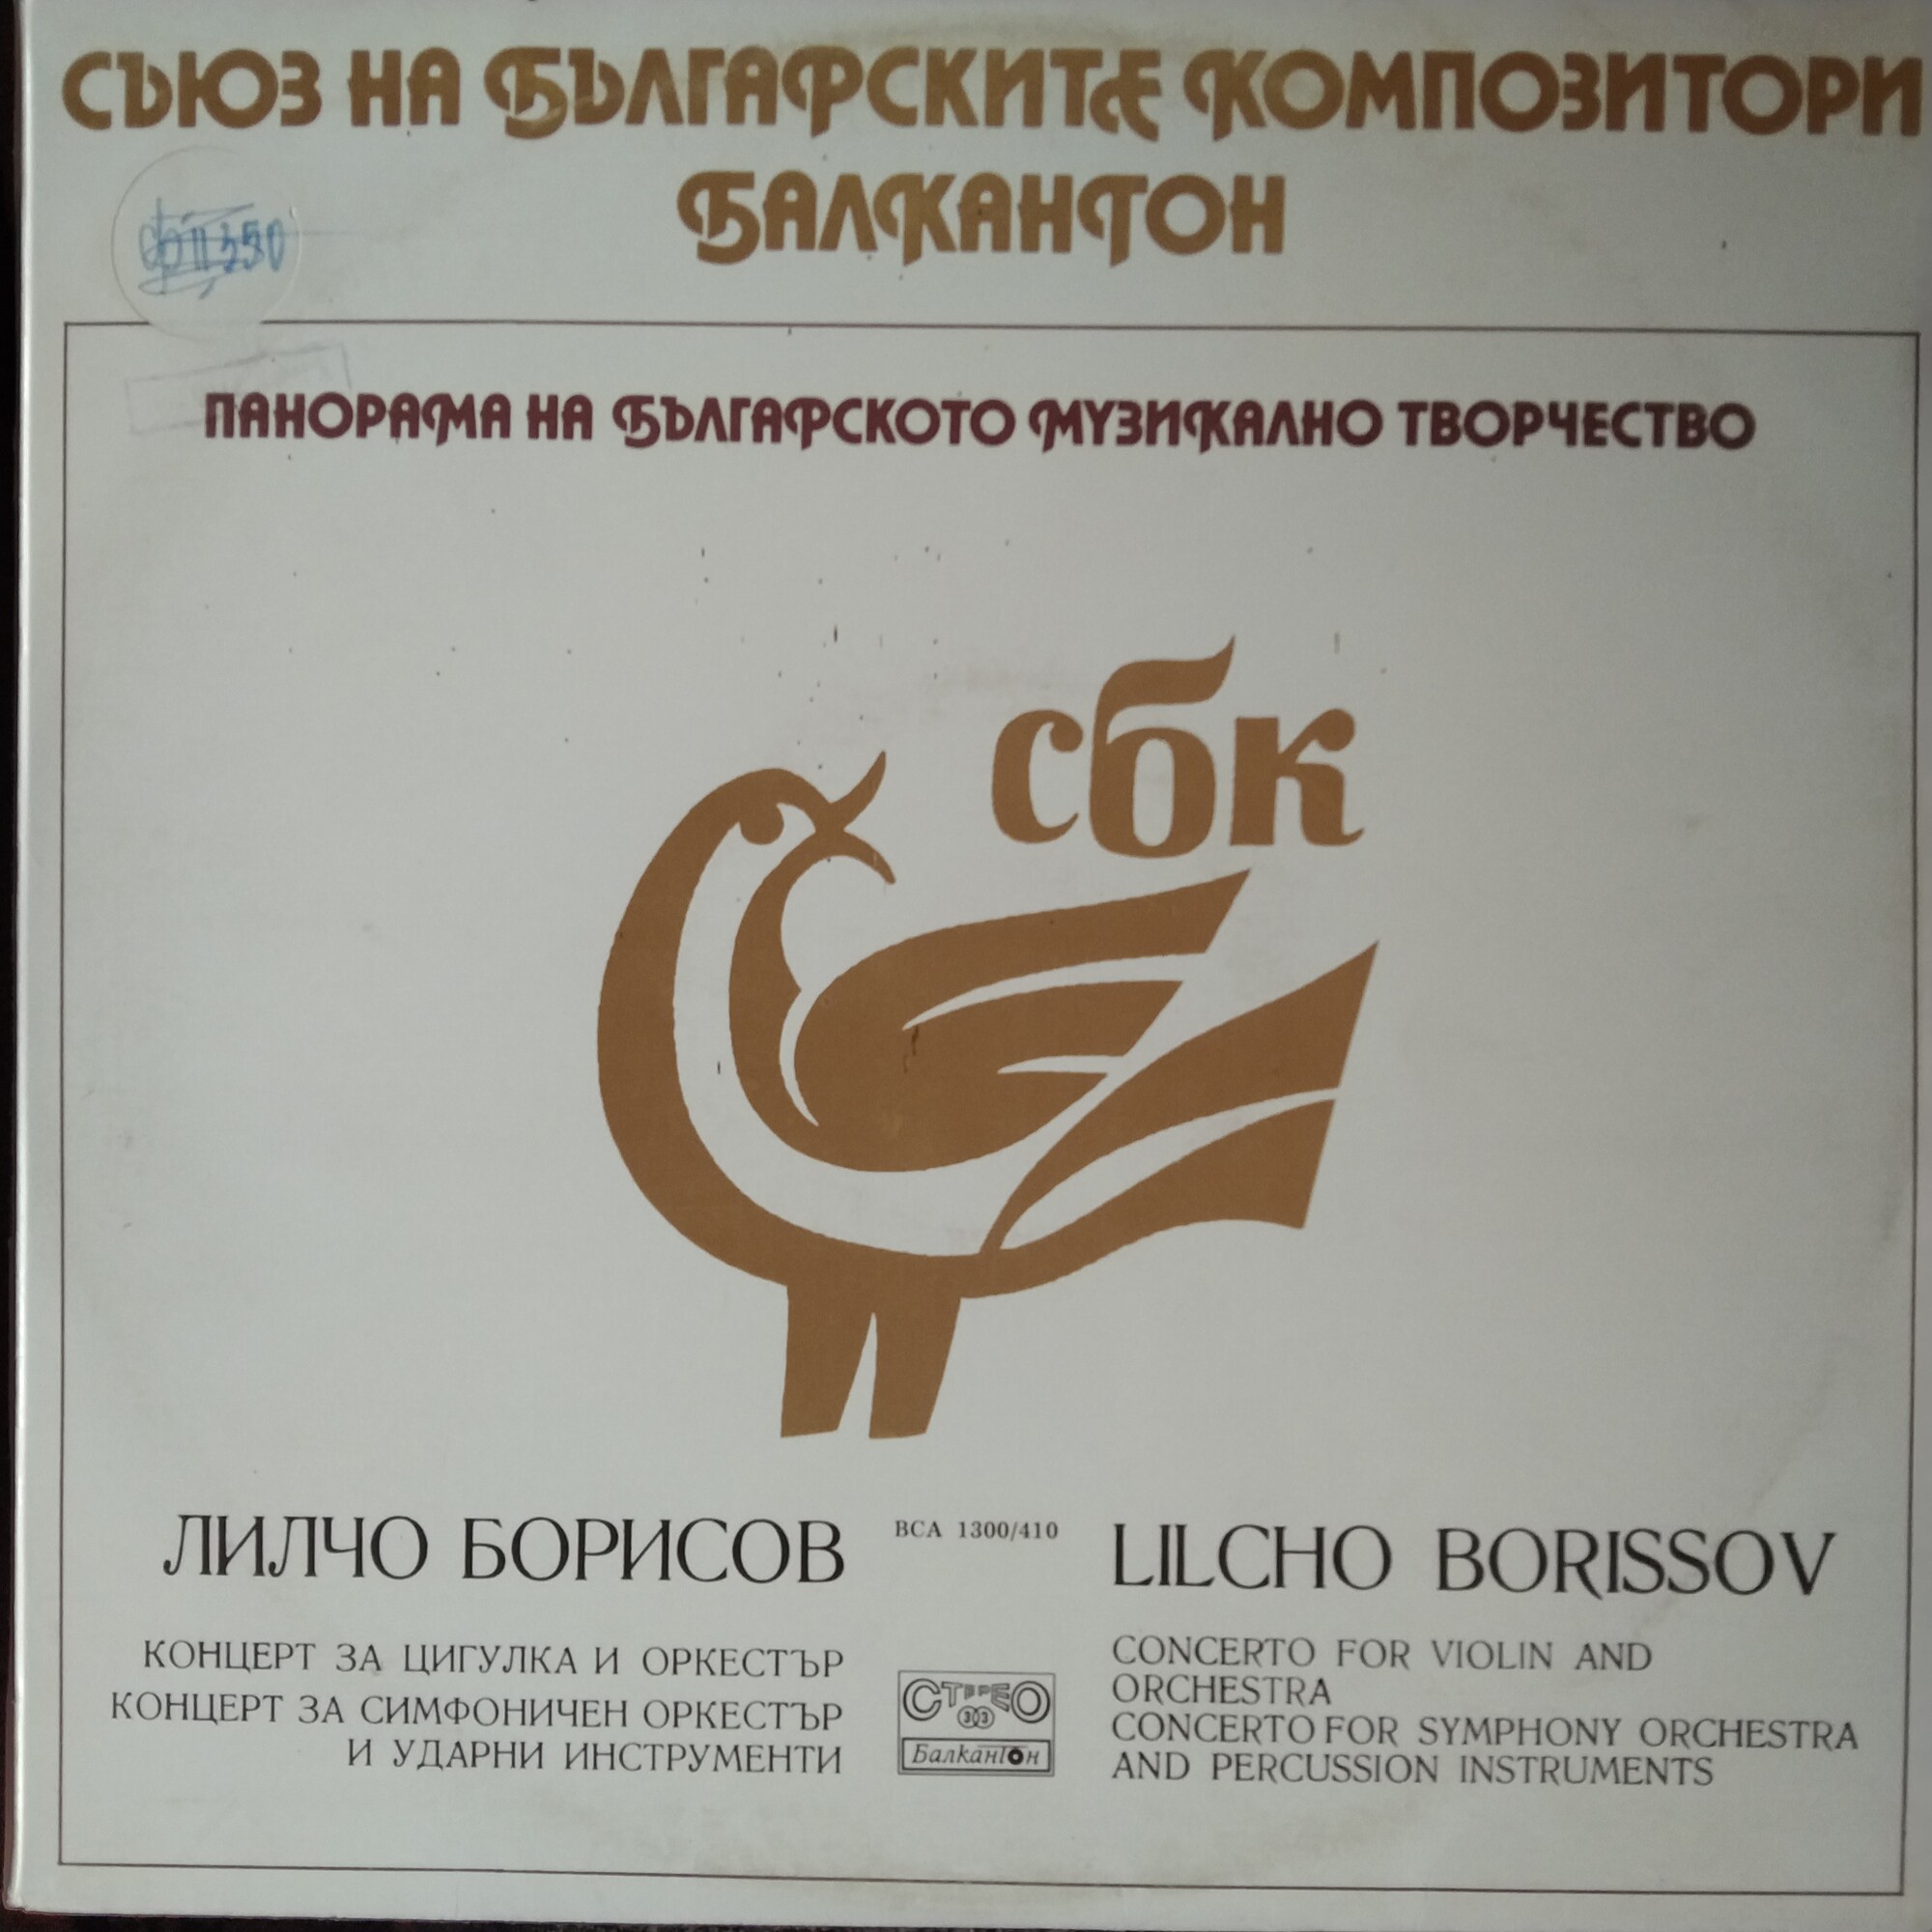 СЪЮЗ НА БЪЛГАРСКИТЕ КОМПОЗИТОРИ
БАЛКАНТОН
ПАНОРАМА НА БЪЛГАРСКОТО МУЗИКАЛНО ТВОРЧЕСТВО
сбк
ЛИЛЧО БОРИСОВ
КОНЦЕРТ ЗА ЦИГУЛКА И ОРКЕСТЪР
КОНЦЕРТ ЗА СИМФОНИЧЕН ОРКЕСТЪР
И УДАРНИ ИНСТРУМЕНТИ
ВСА 1300/410
СТЕРЕО
33
Балкантон
LILCHO BORISSOV
CONCERTO FOR VIOLIN AND
ORCHESTRA
CONCERTO FOR SYMPHONY ORCHESTRA
AND PERCUSSION INSTRUMENTS